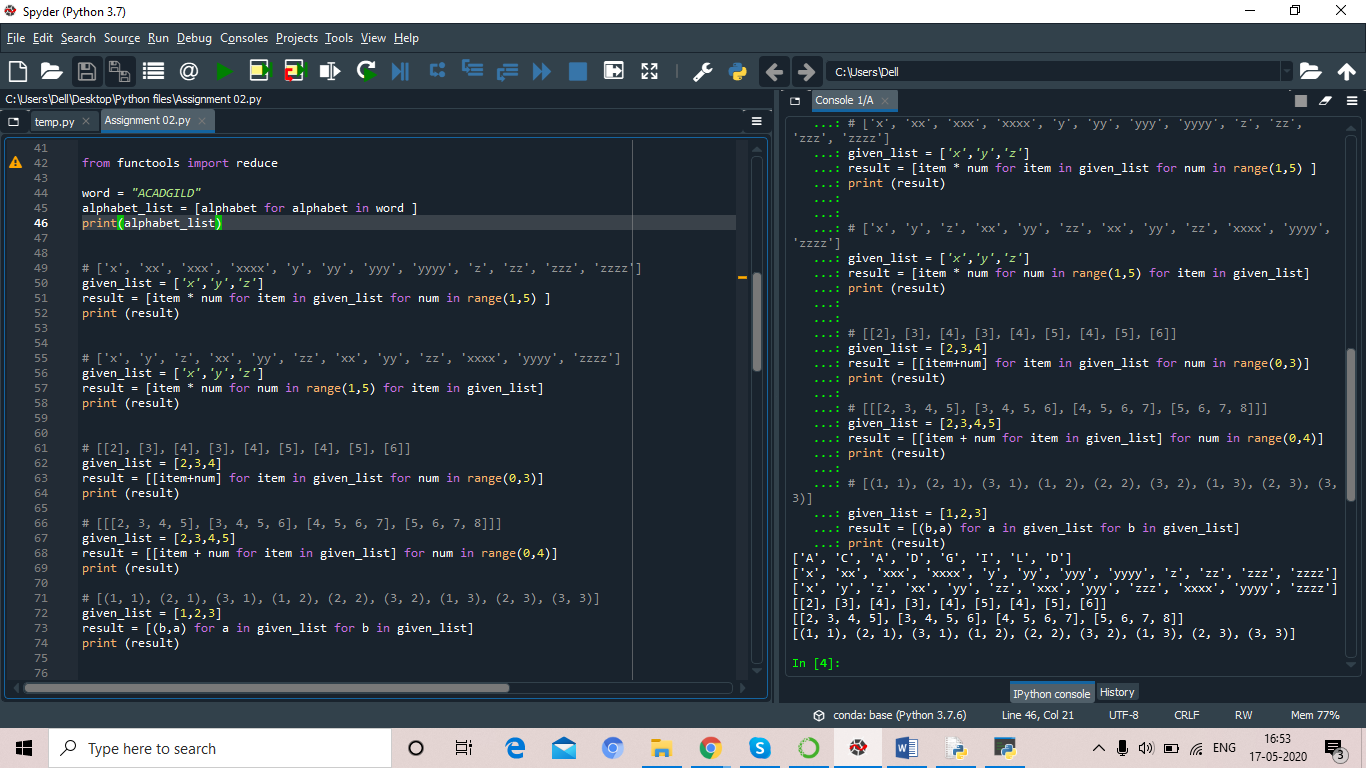 Spyder (Python 3.7)
File Edit Search Source Run Debug Consoles Projects Tools View Help
C:\Users\Dell
C:\Users\Dell\Desktop\Python files\Assignment 02.py
temp.py
Assignment 02.py
41
42 from functools import reduce
43
44 word = "ACADGILD"
45 alphabet_list = [alphabet for alphabet in word ]
46 print(alphabet_list)
47
48
49 # ['x', 'xx', 'xxx', 'xxxx', 'y', 'yy', 'yyy', 'yyyy', 'z', 'zz', 'zzz', 'zzzz']
50 given_list = ['x','y','z']
51 result = [item * num for item in given_list for num in range(1,5) ]
52 print (result)
53
54
55 # ['x', 'y', 'z', 'xx', 'yy', 'zz', 'xx', 'yy', 'zz', 'xxxx', 'yyyy', 'zzzz']
56 given_list = ['x','y','z']
57 result = [item * num for num in range(1,5) for item in given_list]
58 print (result)
59
60
61 # [[2], [3], [4], [3], [4], [5], [4], [5], [6]]
62 given_list = [2,3,4]
63 result = [[item+num] for item in given_list for num in range(0,3)]
64 print (result)
65
66 # [[[2, 3, 4, 5], [3, 4, 5, 6], [4, 5, 6, 7], [5, 6, 7, 8]]]
67 given_list = [2,3,4,5]
68 result = [[item + num for item in given_list] for num in range(0,4)]
69 print (result)
70
71 # [(1, 1), (2, 1), (3, 1), (1, 2), (2, 2), (3, 2), (1, 3), (2, 3), (3, 3)]
72 given_list = [1,2,3]
73 result = [(b,a) for a in given_list for b in given_list]
74 print (result)
75
76
Console 1/A
...: # ['x', 'xx', 'xxx', 'xxxx', 'y', 'yy', 'yyy', 'yyyy', 'z', 'zz',
'zzz', 'zzzz']
...: given_list = ['x','y','z']
...: result = [item * num for item in given_list for num in range(1,5) ]
...: print (result)
...:
...:
...: # ['x', 'y', 'z', 'xx', 'yy', 'zz', 'xx', 'yy', 'zz', 'xxxx', 'yyyy',
'zzzz']
...: given_list = ['x','y','z']
...: result = [item * num for num in range(1,5) for item in given_list]
...: print (result)
...:
...:
...: # [[2], [3], [4], [3], [4], [5], [4], [5], [6]]
...: given_list = [2,3,4]
...: result = [[item+num] for item in given_list for num in range(0,3)]
...: print (result)
...:
...: # [[[2, 3, 4, 5], [3, 4, 5, 6], [4, 5, 6, 7], [5, 6, 7, 8]]]
...: given_list = [2,3,4,5]
...: result = [[item + num for item in given_list] for num in range(0,4)]
...: print (result)
...:
...: # [(1, 1), (2, 1), (3, 1), (1, 2), (2, 2), (3, 2), (1, 3), (2, 3), (3,
3)]
...: given_list = [1,2,3]
...: result = [(b,a) for a in given_list for b in given_list]
...: print (result)
['A', 'C', 'A', 'D', 'G', 'I', 'L', 'D']
['x', 'xx', 'xxx', 'xxxx', 'y', 'yy', 'yyy', 'yyyy', 'z', 'zz', 'zzz', 'zzzz']
['x', 'y', 'z', 'xx', 'yy', 'zz', 'xxx', 'yyy', 'zzz', 'xxxx', 'yyyy', 'zzzz']
[[2], [3], [4], [3], [4], [5], [4], [5], [6]]
[[2, 3, 4, 5], [3, 4, 5, 6], [4, 5, 6, 7], [5, 6, 7, 8]]
[(1, 1), (2, 1), (3, 1), (1, 2), (2, 2), (3, 2), (1, 3), (2, 3), (3, 3)]
In [4]:
IPython console History
conda: base (Python 3.7.6) Line 46, Col 21 UTF-8 CRLF RW Mem 77%
Type here to search
ENG
16:53
17-05-2020
3